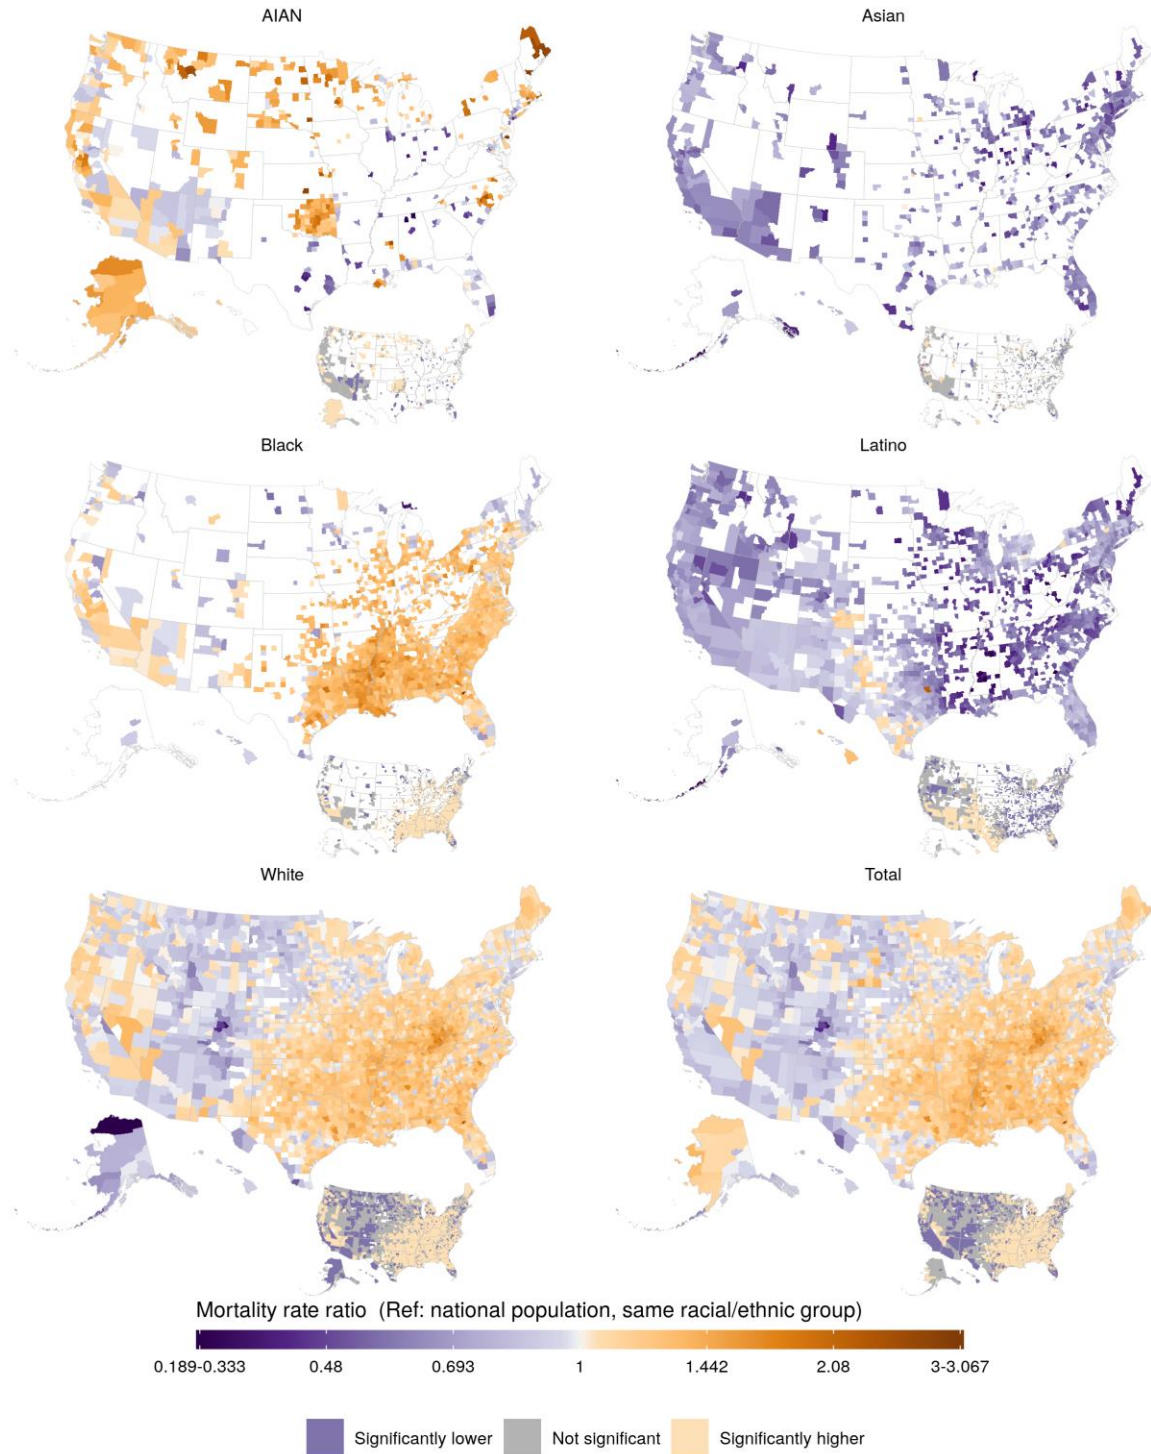 AIAN
Asian
Black
Latino
White
Total
Mortality rate ratio (Ref: national population, same racial/ethnic group)
0.189-0.333 0.48 0.693 1 1.442 2.08 3-3.067
Significantly lower Not significant Significantly higher